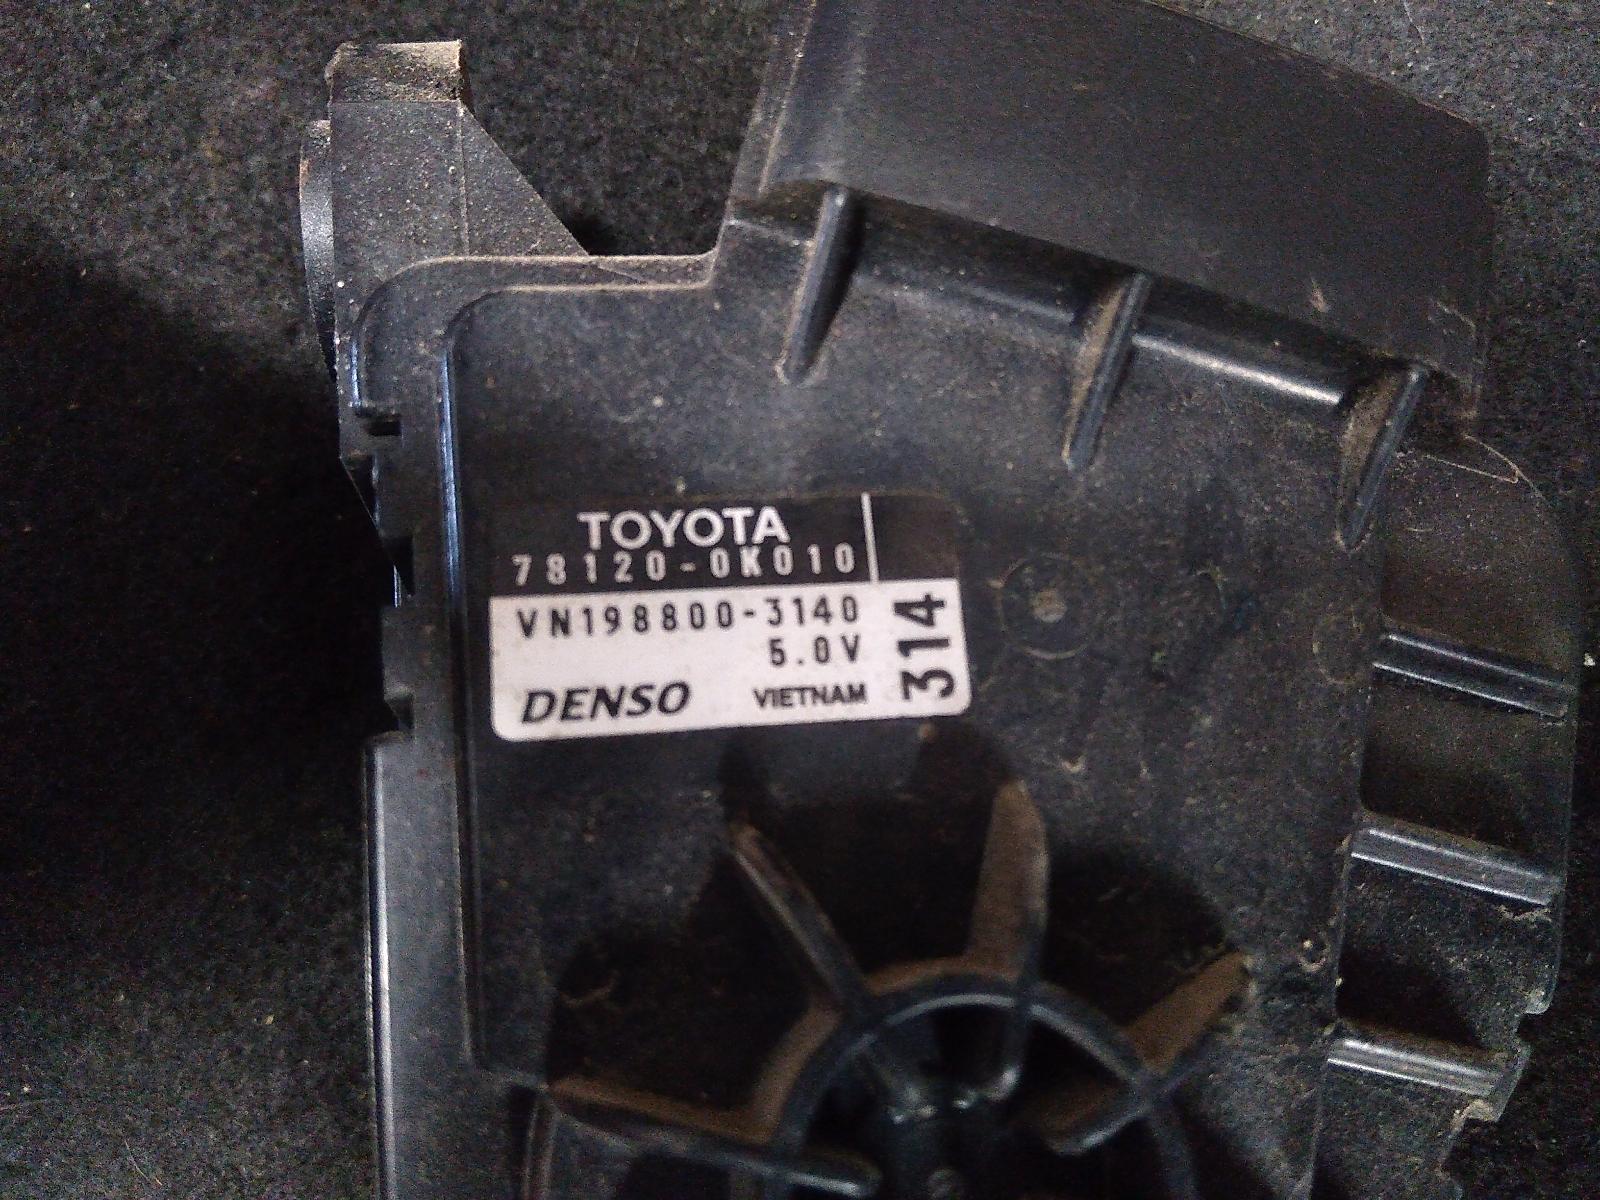 TOYOTA
78120-0K010
VN198800-3140
5.0V
DENSO VIETNAM
314